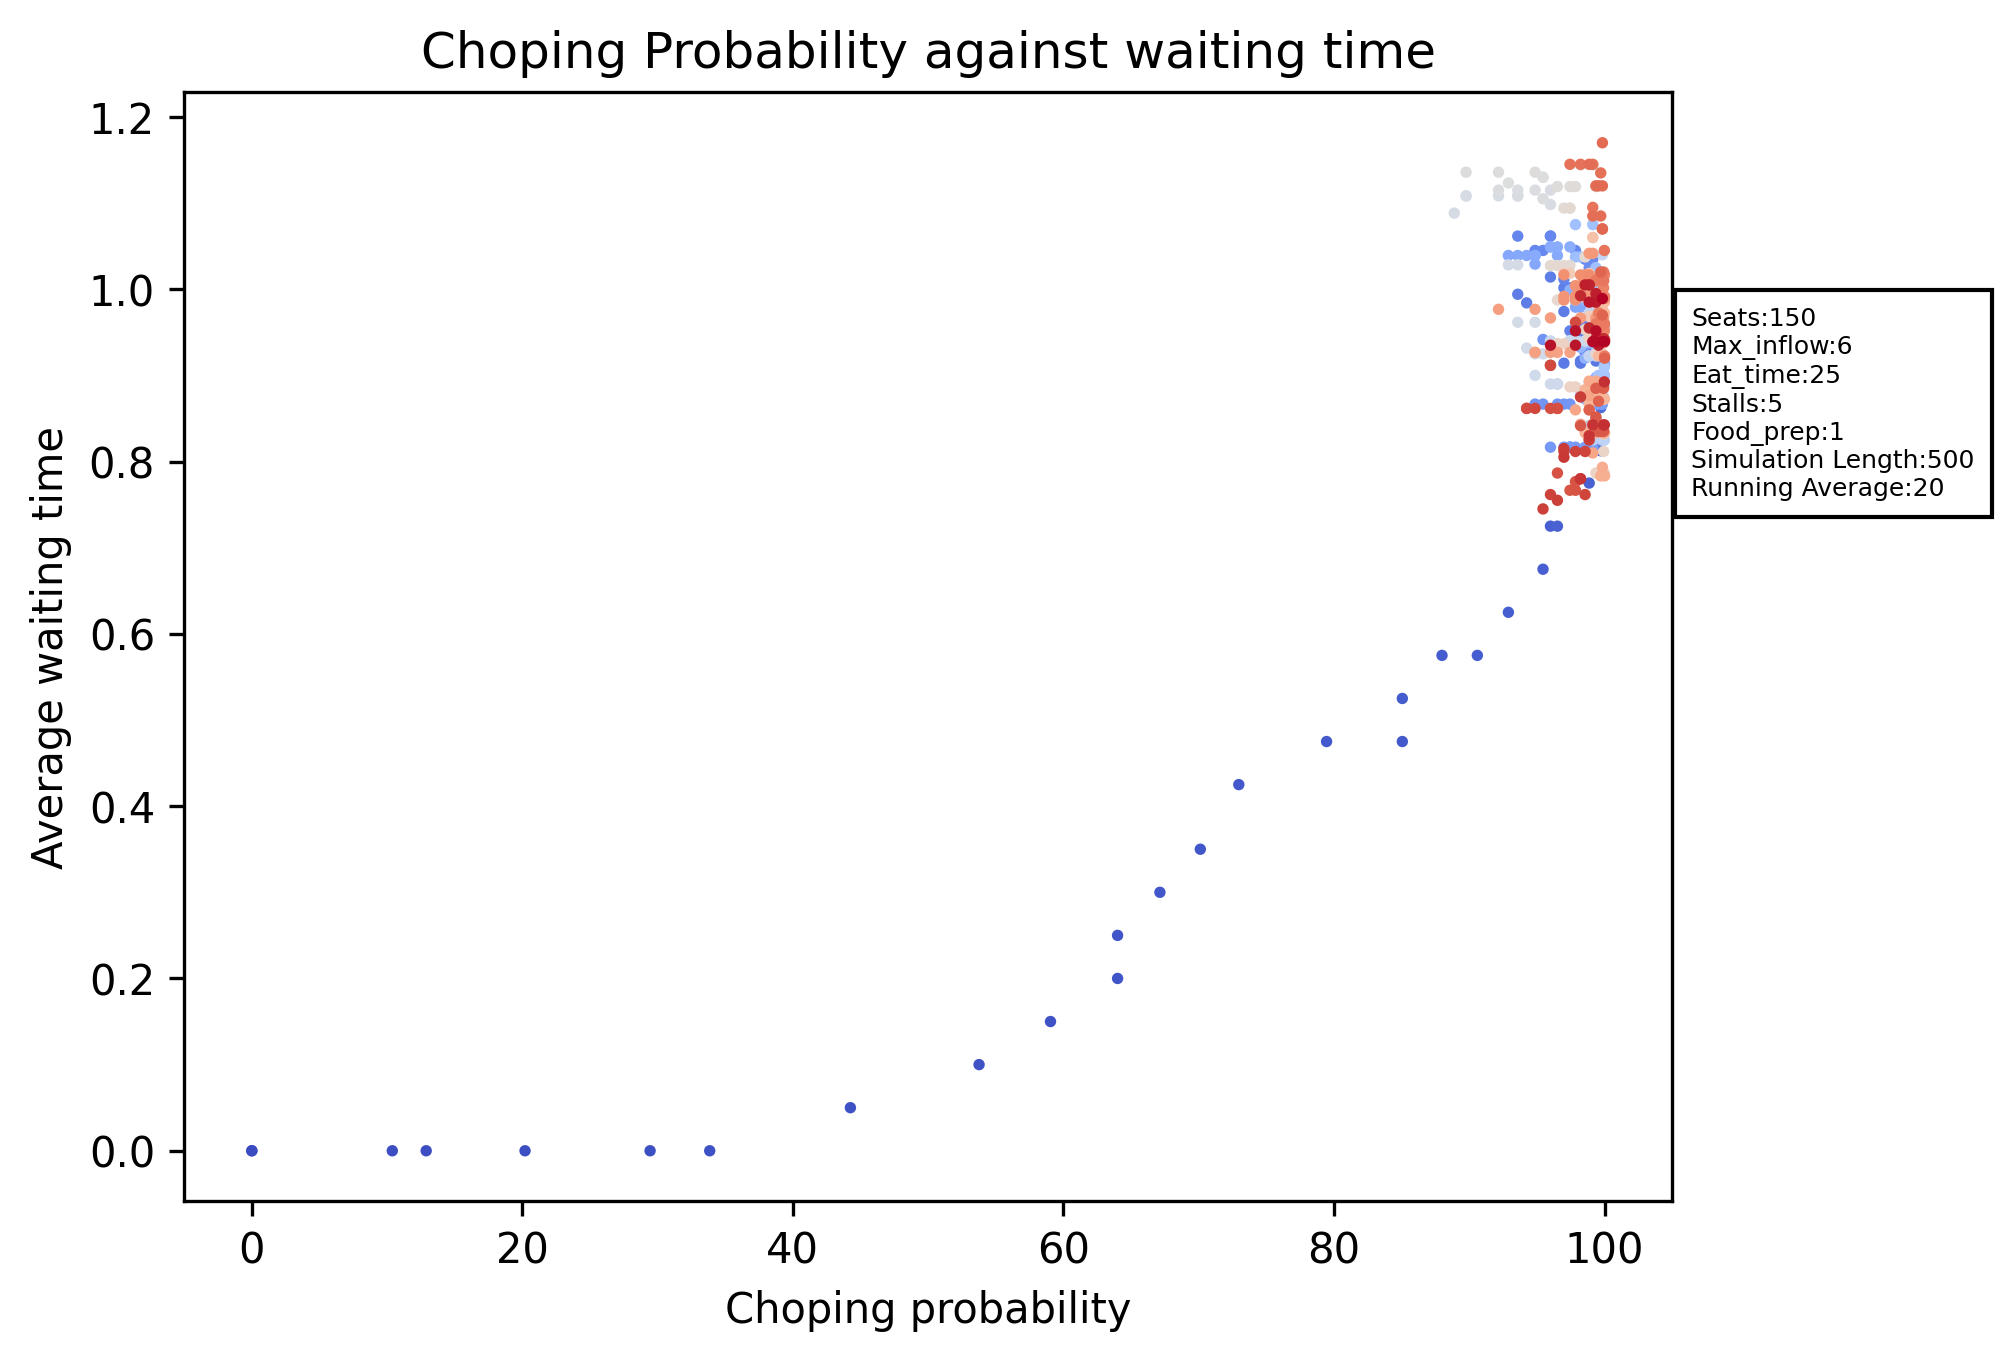 Choping Probability against waiting time
1.2
1.0
0.8
0.6
0.4
0.2
0.0
Average waiting time
0 20 40 60 80 100
Choping probability
Seats:150
Max_inflow:6
Eat_time:25
Stalls:5
Food_prep:1
Simulation Length:500
Running Average:20